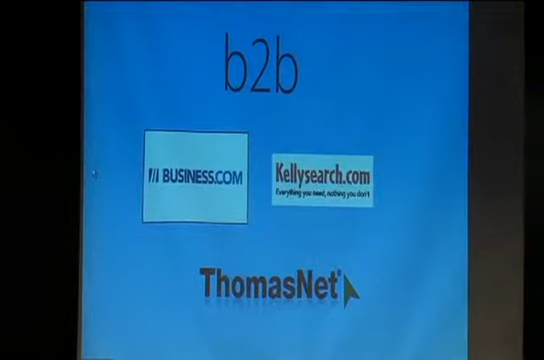 b2b
BUSINESS.COM
Kellysearch.com
Everything you need, nothing you don't
ThomasNet®